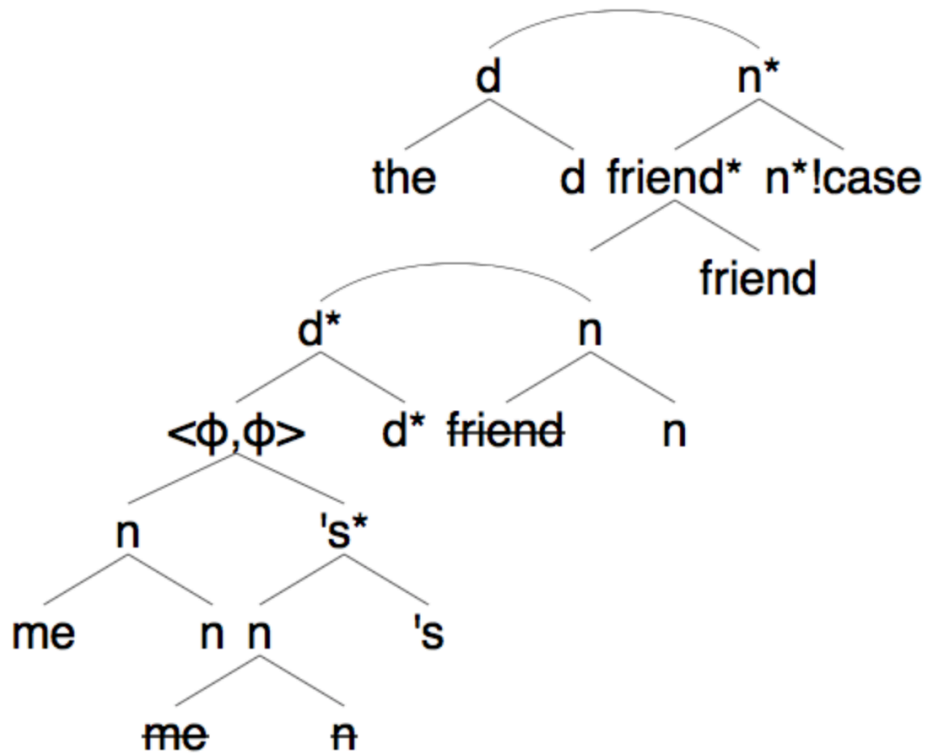 d n*
the d friend* n*!case
friend
d* n
<ϕ,ϕ> d* ~~friend~~ n
n 's*
me n n 's
~~me~~ ~~n~~